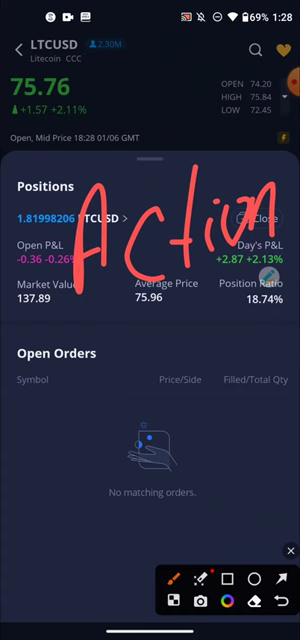 69% 1:28
LTCUSD 2.30M
Litecoin CCC
75.76
+1.57 +2.11%
OPEN 74.20
HIGH 75.84
LOW 72.45
Open, Mid Price 18:28 01/06 GMT
Positions
1.81998206 LTCUSD >
Close
Action
Open P&L
-0.36 -0.26%
Day's P&L
+2.87 +2.13%
Market Value
137.89
Average Price
75.96
Position Ratio
18.74%
Open Orders
Symbol Price/Side Filled/Total Qty
No matching orders.